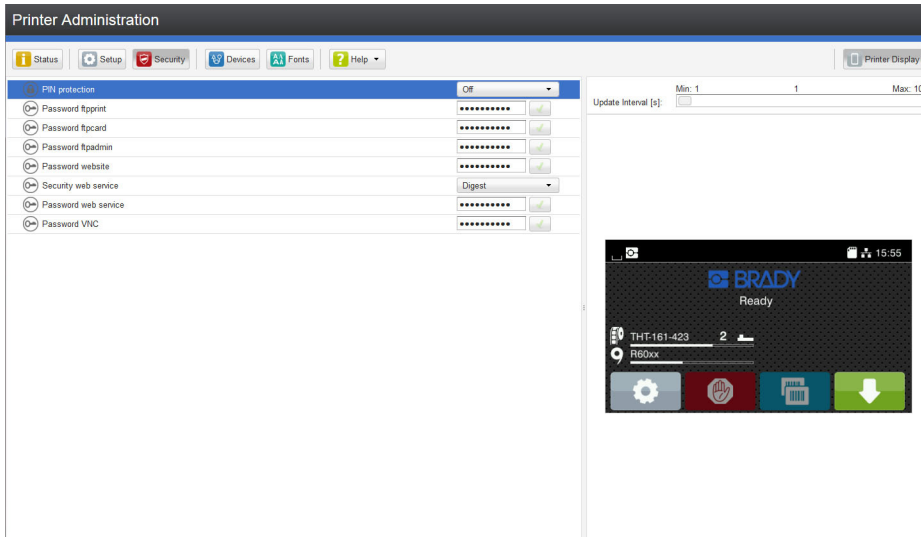 Printer Administration
Status Setup Security Devices Fonts Help Printer Display
PIN protection Off
Password ftpprint ••••••••••
Password ftpcard ••••••••••
Password ftpadmin ••••••••••
Password website ••••••••••
Security web service Digest
Password web service ••••••••••
Password VNC ••••••••••
Min: 1 1 Max: 10
Update Interval [s]:
15:55
BRADY
Ready
THT-161-423 2
R60xx